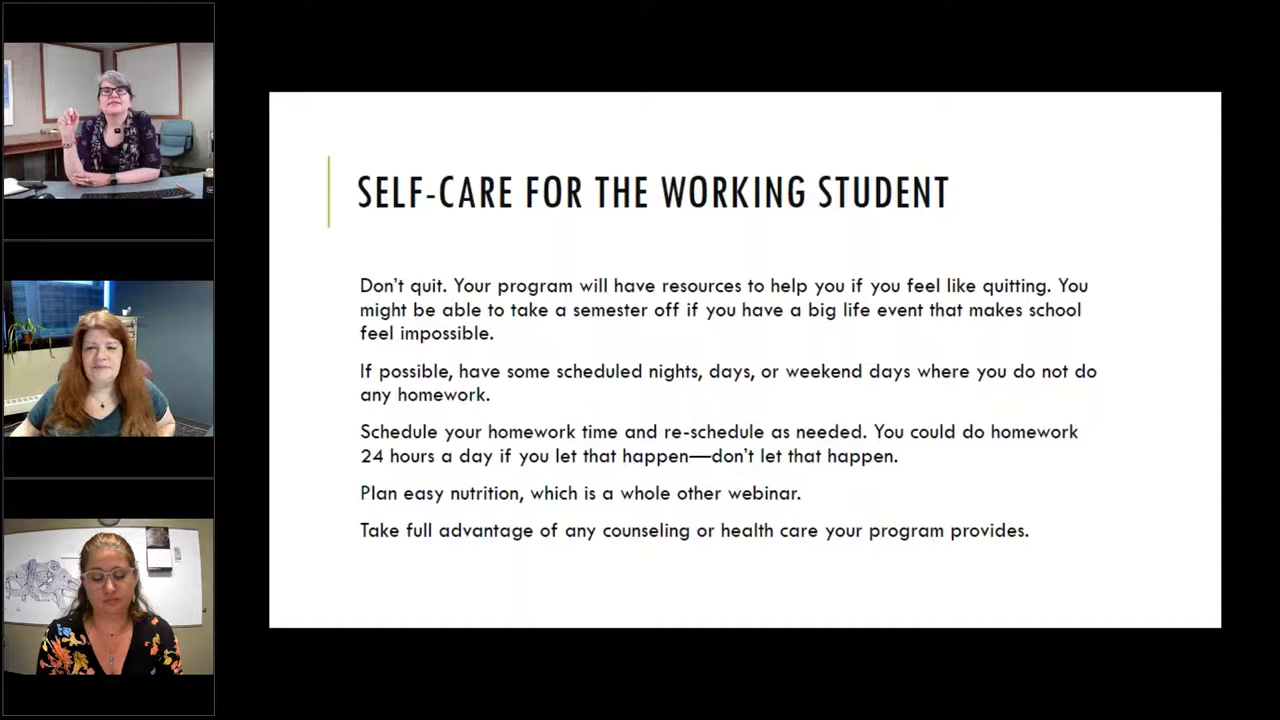 SELF-CARE FOR THE WORKING STUDENT
Don't quit. Your program will have resources to help you if you feel like quitting. You
might be able to take a semester off if you have a big life event that makes school
feel impossible.
If possible, have some scheduled nights, days, or weekend days where you do not do
any homework.
Schedule your homework time and re-schedule as needed. You could do homework
24 hours a day if you let that happen—don't let that happen.
Plan easy nutrition, which is a whole other webinar.
Take full advantage of any counseling or health care your program provides.